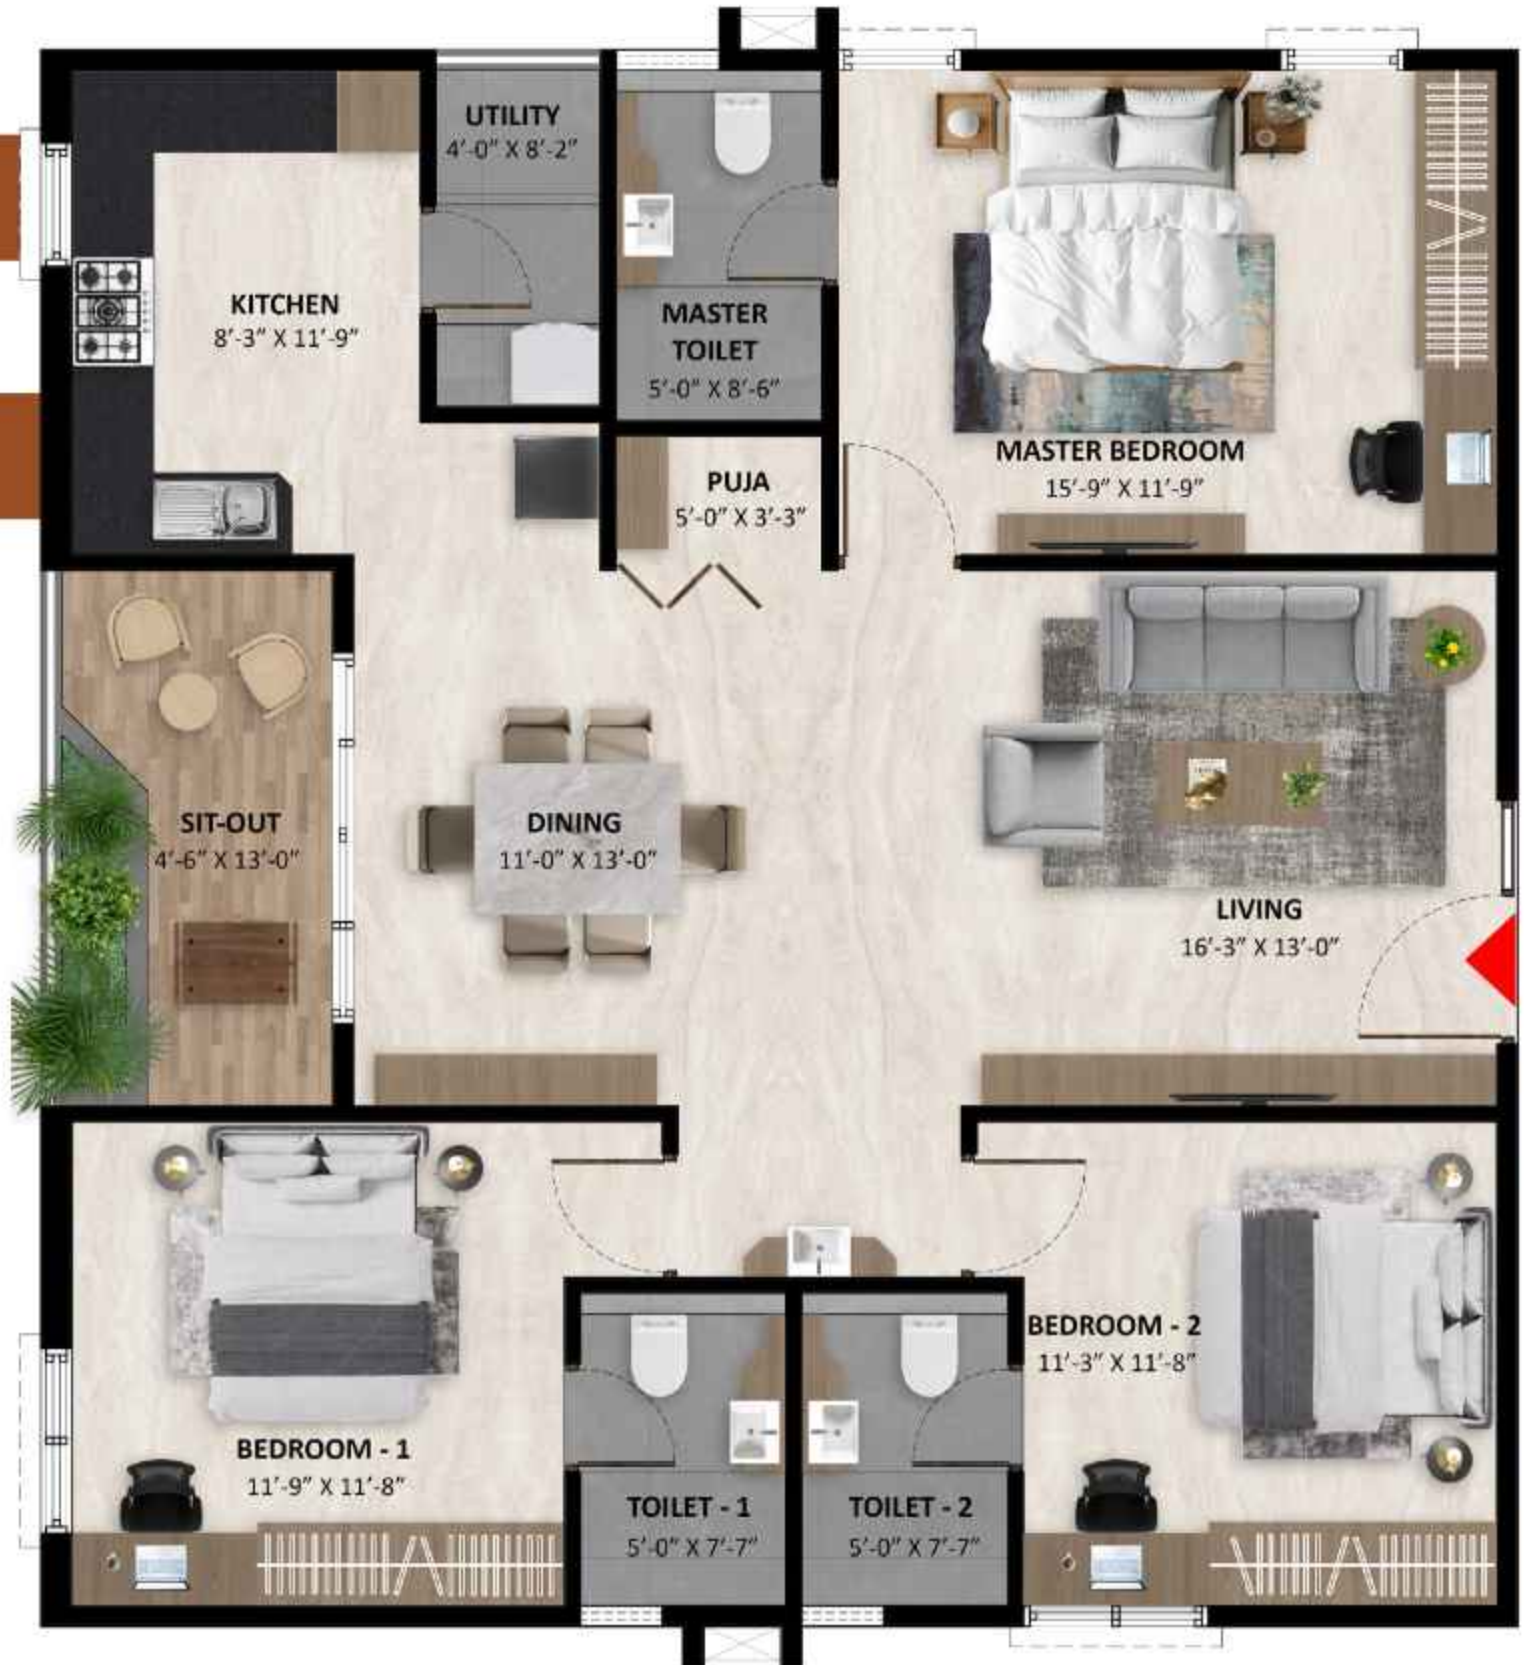 UTILITY
4'-0" X 8'-2"
KITCHEN
8'-3" X 11'-9"
MASTER
TOILET
5'-0" X 8'-6"
MASTER BEDROOM
15'-9" X 11'-9"
PUJA
5'-0" X 3'-3"
SIT-OUT
4'-6" X 13'-0"
DINING
11'-0" X 13'-0"
LIVING
16'-3" X 13'-0"
BEDROOM - 1
11'-9" X 11'-8"
TOILET - 1
5'-0" X 7'-7"
TOILET - 2
5'-0" X 7'-7"
BEDROOM - 2
11'-3" X 11'-8"